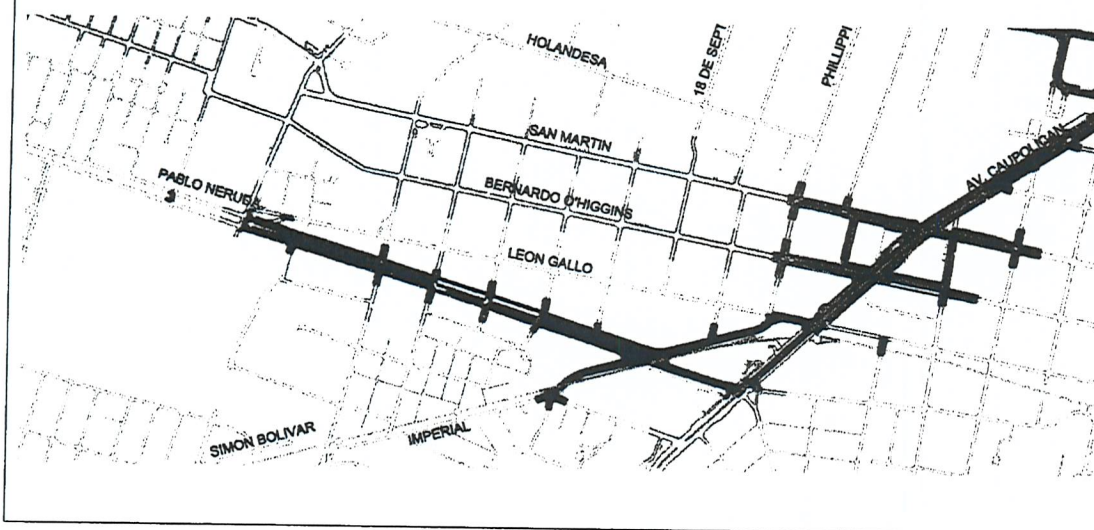 HOLANDESA
18 DE SEPT
PHILLIPPI
SAN MARTIN
AV. CAUPOLICAN
PABLO NERUDA
BERNARDO O'HIGGINS
LEON GALLO
SIMON BOLIVAR
IMPERIAL